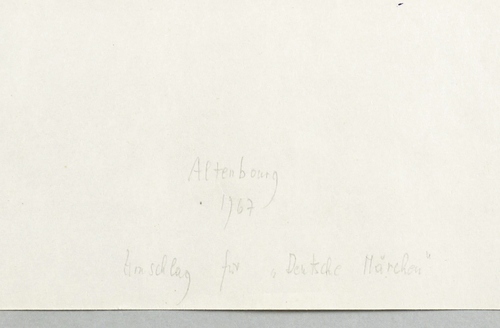 Altenbourg
1967
Umschlag für „Deutsche Märchen"